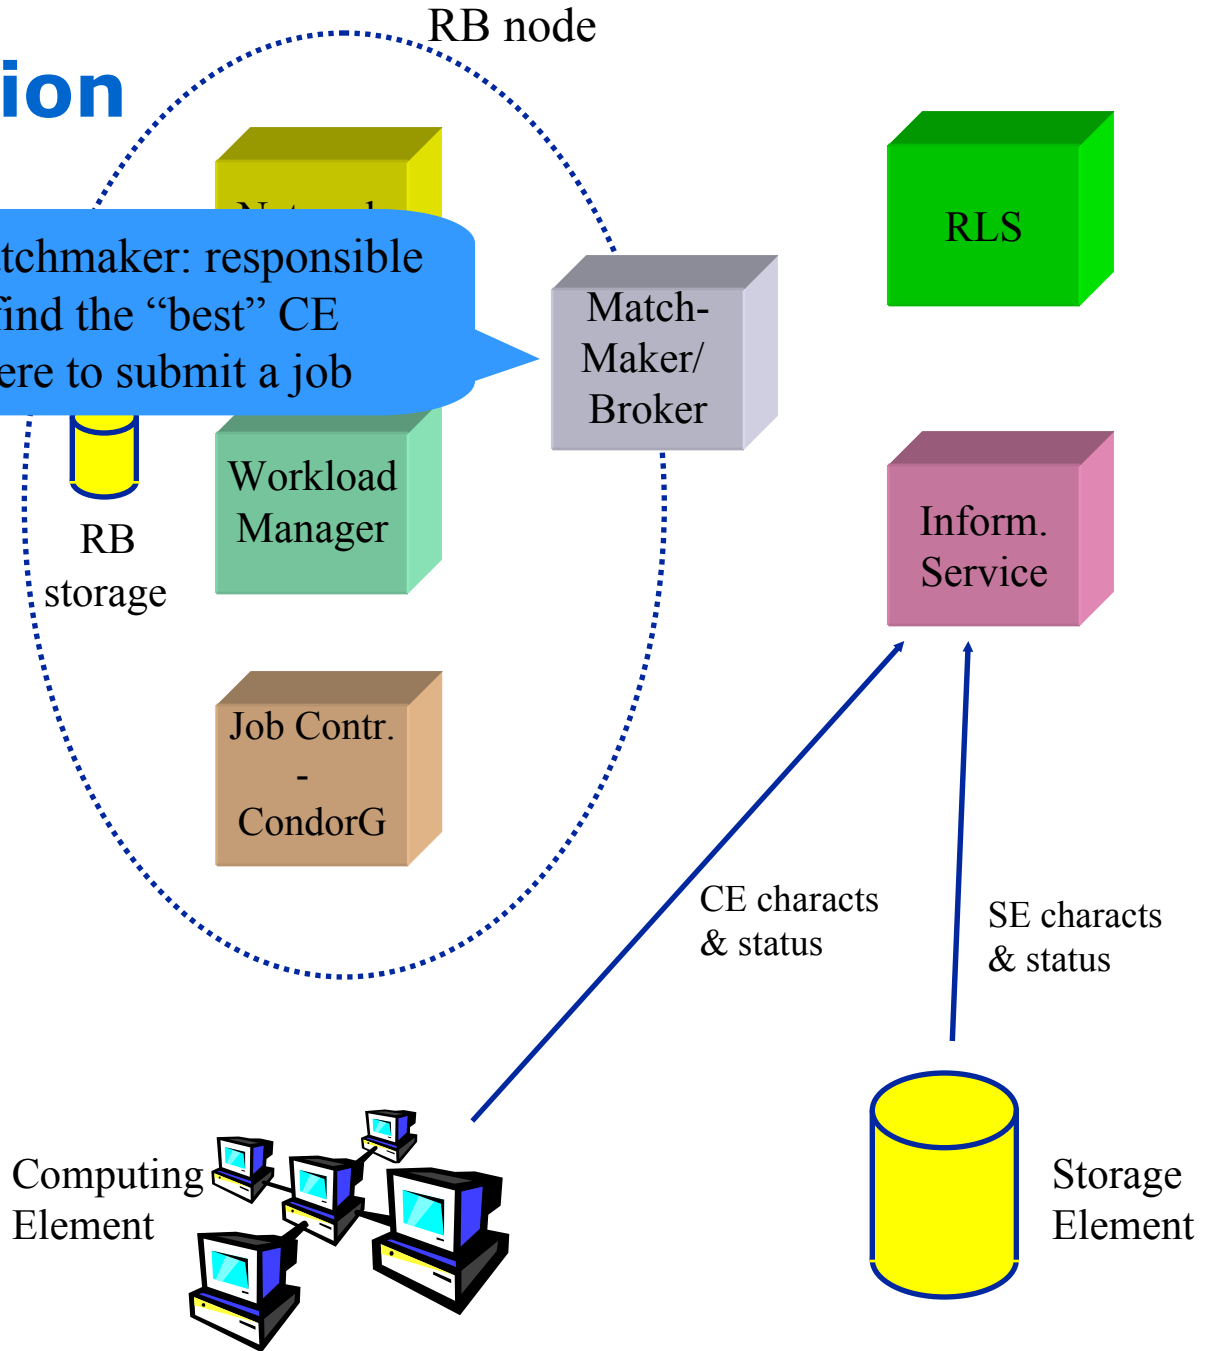 RB node
ion
RLS
tchmaker: responsible
find the “best” CE
ere to submit a job
Match-
Maker/
Broker
Workload
Manager
Inform.
Service
RB
storage
Job Contr.
-
CondorG
CE characts
& status
SE characts
& status
Computing
Element
Storage
Element